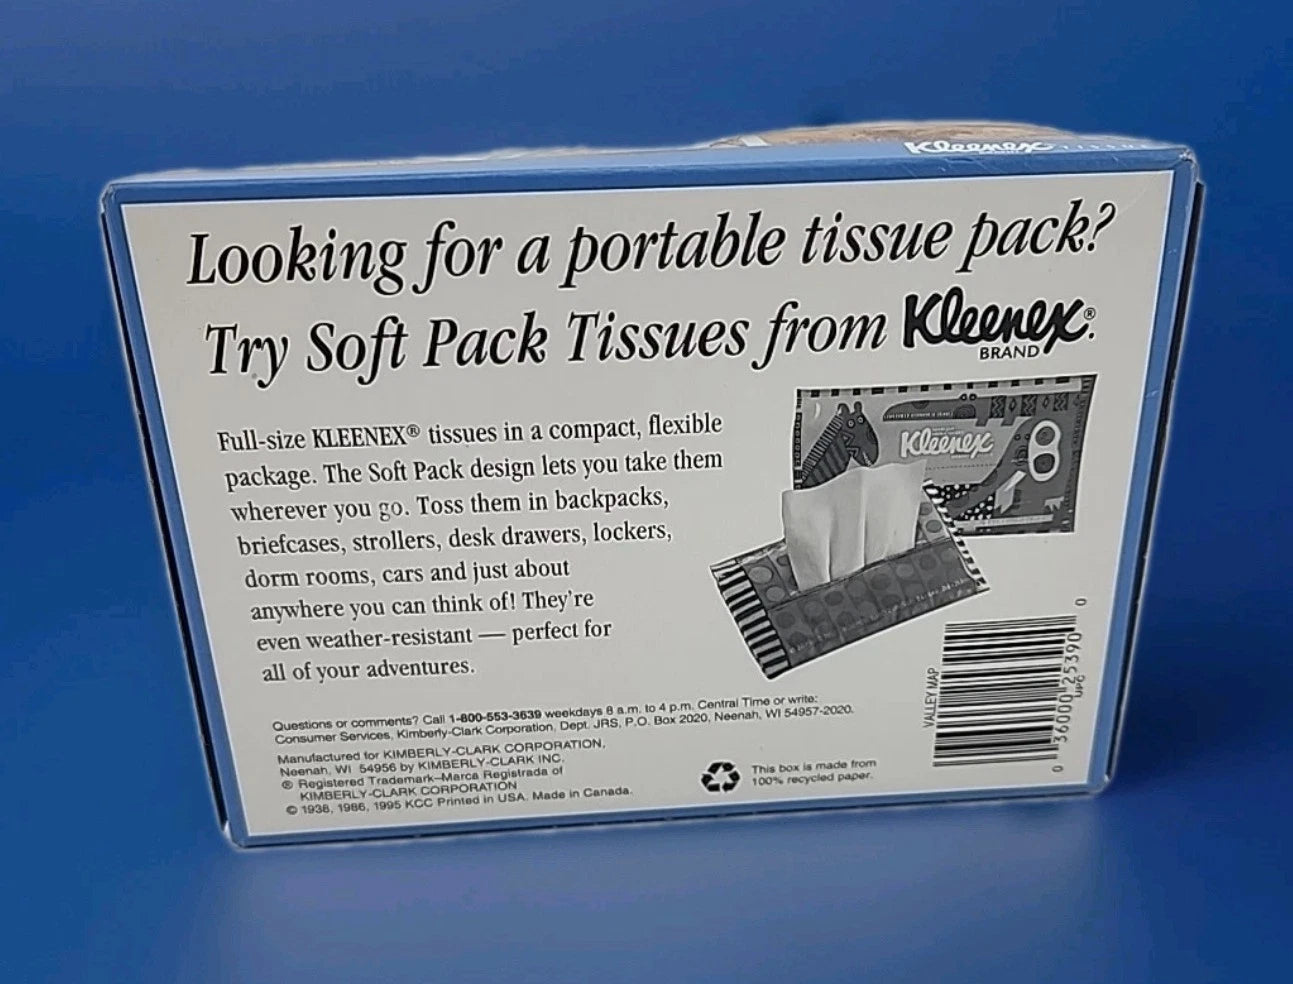 Kleenex
Looking for a portable tissue pack?
Try Soft Pack Tissues from Kleenex®
BRAND
Full-size KLEENEX® tissues in a compact, flexible
package. The Soft Pack design lets you take them
wherever you go. Toss them in backpacks,
briefcases, strollers, desk drawers, lockers,
dorm rooms, cars and just about
anywhere you can think of! They're
even weather-resistant — perfect for
all of your adventures.
Kleenex
Questions or comments? Call 1-800-553-3639 weekdays 8 a.m. to 4 p.m. Central Time or write:
Consumer Services, Kimberly-Clark Corporation, Dept. JRS, P.O. Box 2020, Neenah, WI 54957-2020.
Manufactured for KIMBERLY-CLARK CORPORATION,
Neenah, WI 54956 by KIMBERLY-CLARK INC.
® Registered Trademark—Marca Registrada of
KIMBERLY-CLARK CORPORATION
© 1938, 1986, 1995 KCC Printed in USA. Made in Canada.
This box is made from
100% recycled paper.
VALLEY MAP
0 36000 25390 0
UPC